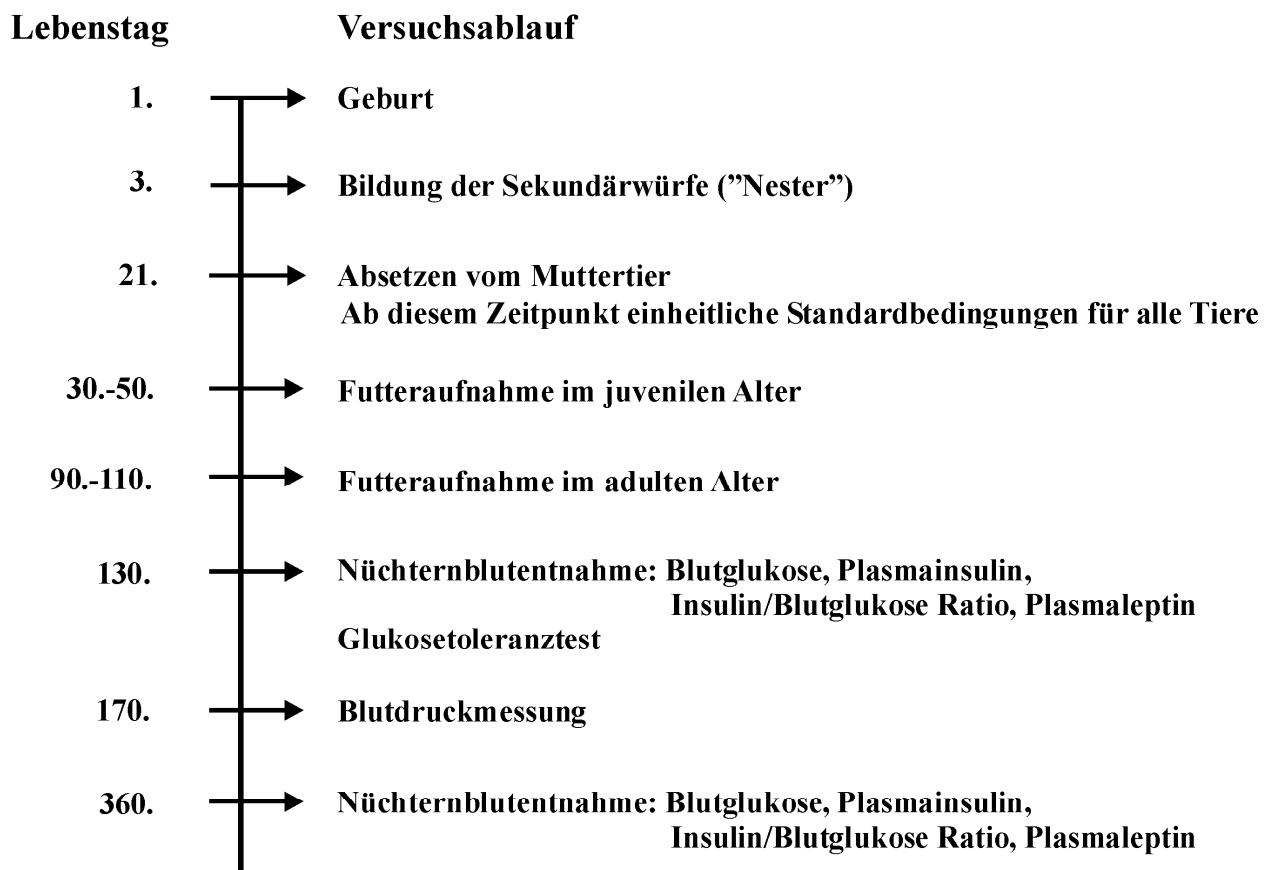 Lebenstag Versuchsablauf
1. Geburt
3. Bildung der Sekundärwürfe (”Nester”)
21. Absetzen vom Muttertier
Ab diesem Zeitpunkt einheitliche Standardbedingungen für alle Tiere
30.-50. Futteraufnahme im juvenilen Alter
90.-110. Futteraufnahme im adulten Alter
130. Nüchternblutentnahme: Blutglukose, Plasmainsulin,
Insulin/Blutglukose Ratio, Plasmaleptin
Glukosetoleranztest
170. Blutdruckmessung
360. Nüchternblutentnahme: Blutglukose, Plasmainsulin,
Insulin/Blutglukose Ratio, Plasmaleptin